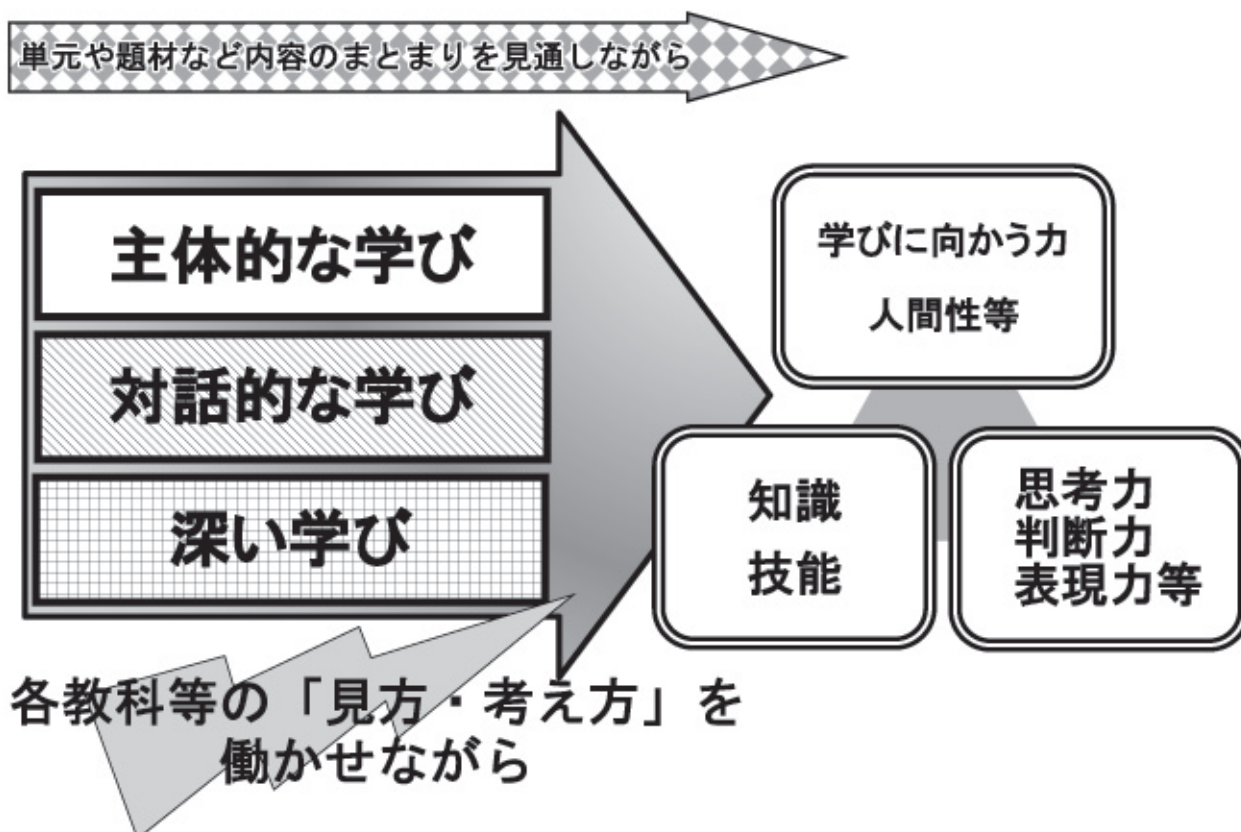 単元や題材など内容のまとまりを見通しながら
主体的な学び
対話的な学び
深い学び
各教科等の「見方・考え方」を
働かせながら
学びに向かう力
人間性等
知識
技能
思考力
判断力
表現力等